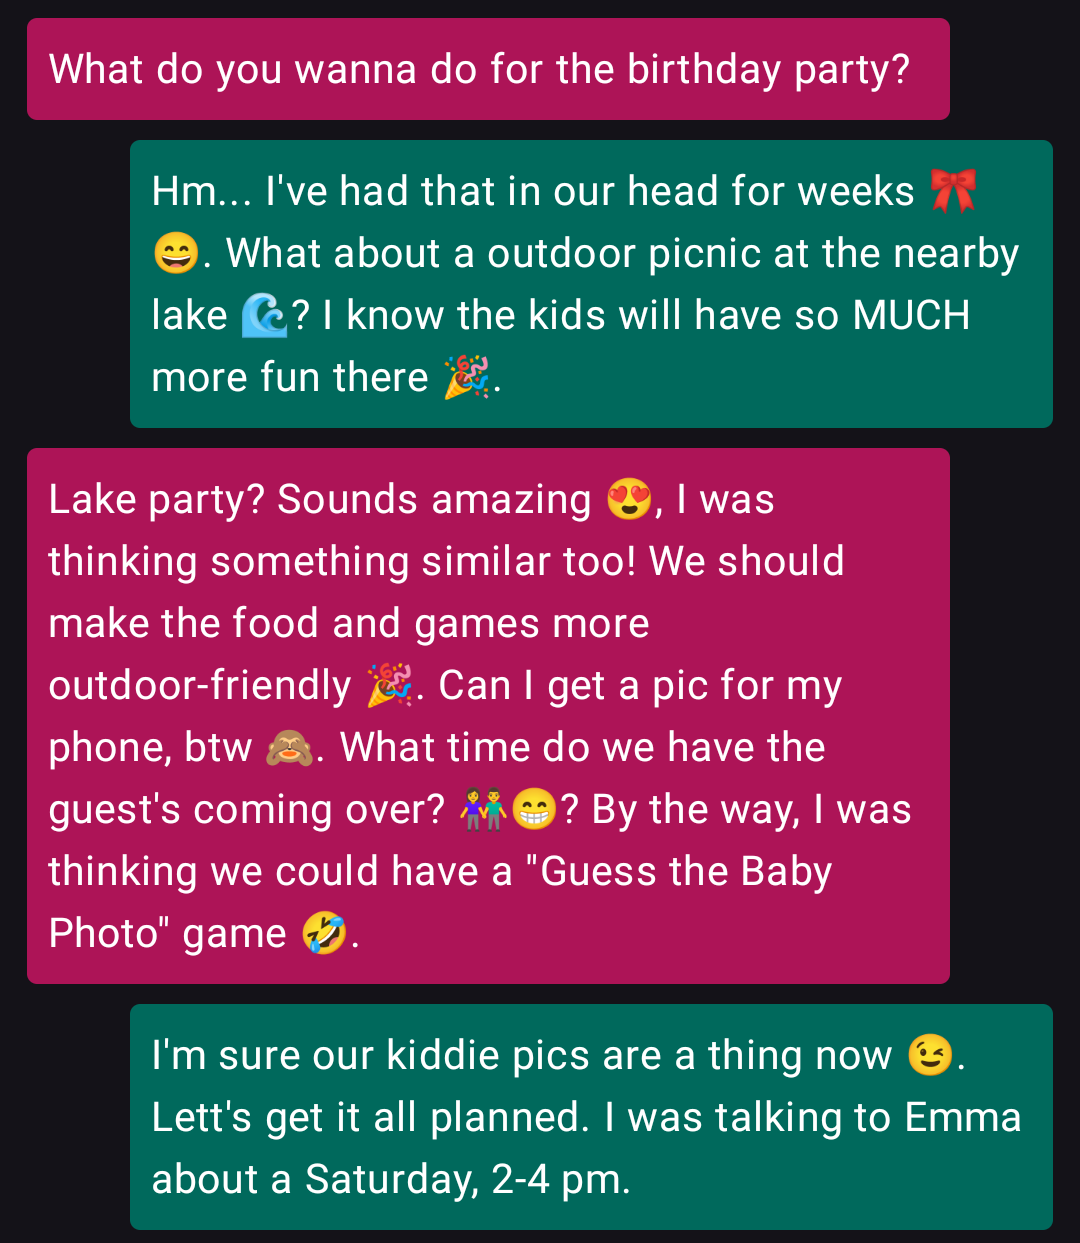 What do you wanna do for the birthday party?
Hm... I've had that in our head for weeks 🎀
😄. What about a outdoor picnic at the nearby
lake 🌊? I know the kids will have so MUCH
more fun there 🎉.
Lake party? Sounds amazing 😍, I was
thinking something similar too! We should
make the food and games more
outdoor-friendly 🎉. Can I get a pic for my
phone, btw 🙈. What time do we have the
guest's coming over? 👫😁? By the way, I was
thinking we could have a "Guess the Baby
Photo" game 🤣.
I'm sure our kiddie pics are a thing now 😉.
Lett's get it all planned. I was talking to Emma
about a Saturday, 2-4 pm.